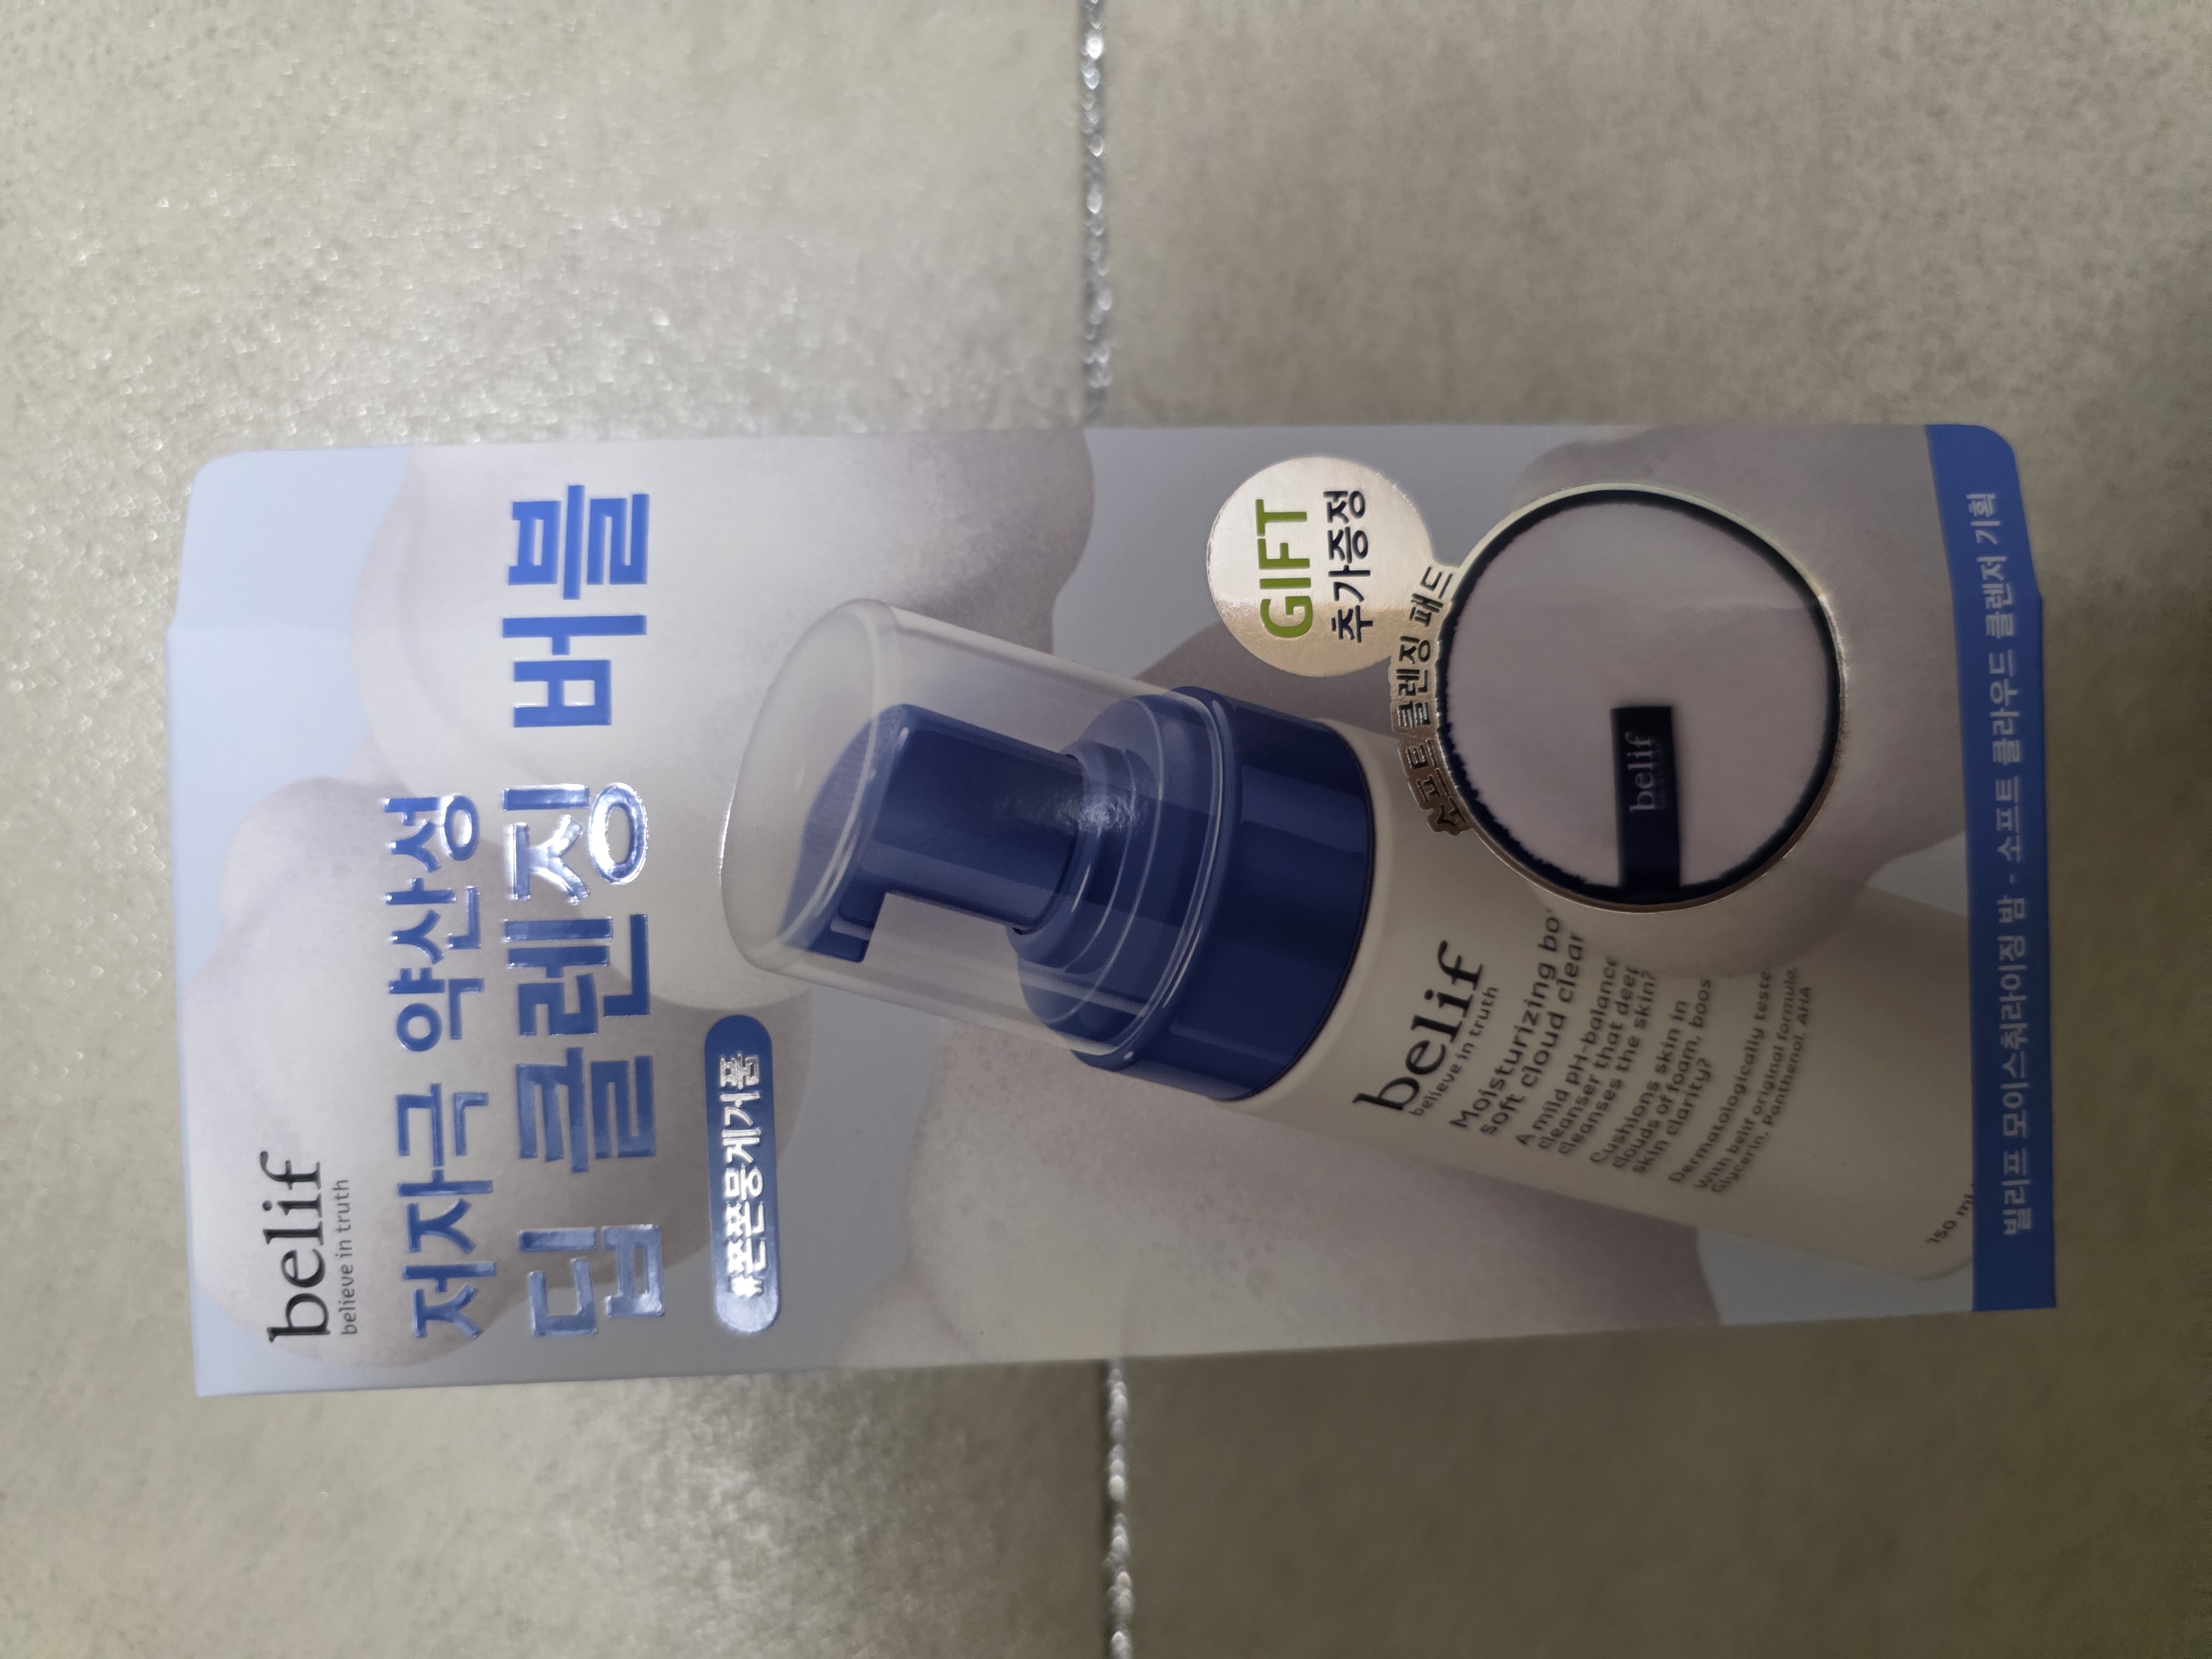 belif
believe in truth
저자극 약산성
딥 클렌징 버블
#쫀쫀뭉게거품
GIFT
추가증정
소프트 클렌징 패드
belif
belif
believe in truth
Moisturizing bo
soft cloud clear
A mild pH-balance
cleanser that deep
cleanses the skin?
Cushions skin in
clouds of foam, boos
skin clarity?
Dermatologically teste
With belif original formula,
Glycerin, Panthenol, AHA
150 ml
빌리프 모이스춰라이징 밤 - 소프트 클라우드 클렌저 기획